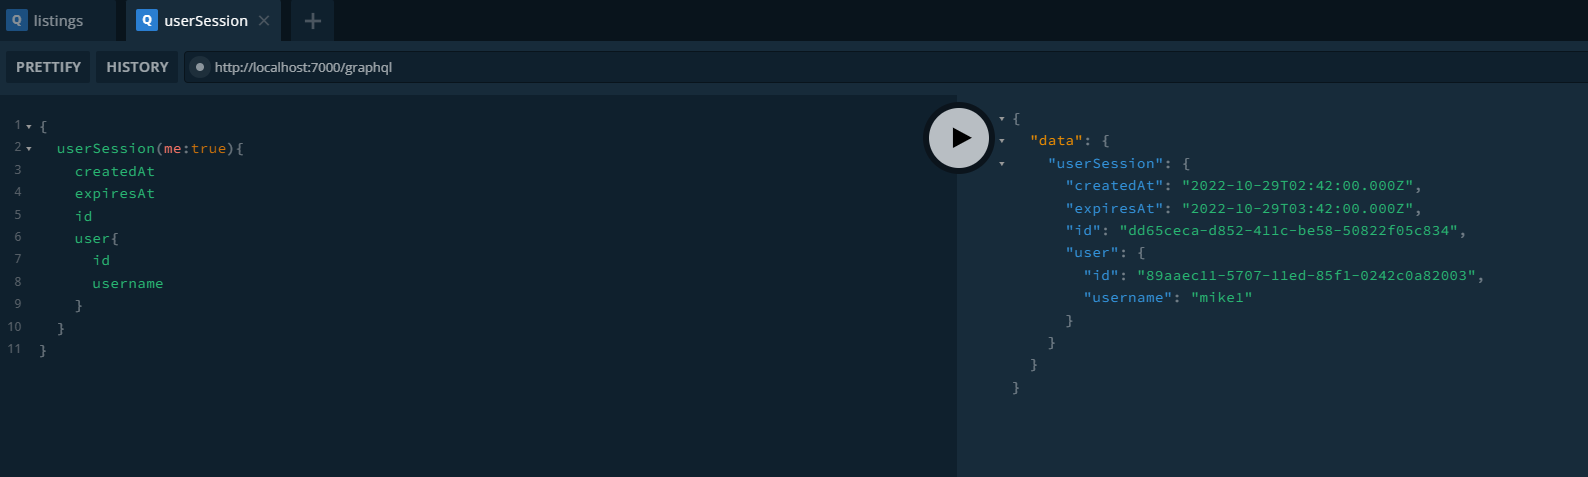 Q listings
Q userSession
PRETTIFY HISTORY http://localhost:7000/graphql
1 {
2 userSession(me:true){
3 createdAt
4 expiresAt
5 id
6 user{
7 id
8 username
9 }
10 }
11 }
{
"data": {
"userSession": {
"createdAt": "2022-10-29T02:42:00.000Z",
"expiresAt": "2022-10-29T03:42:00.000Z",
"id": "dd65ceca-d852-411c-be58-50822f05c834",
"user": {
"id": "89aaec11-5707-11ed-85f1-0242c0a82003",
"username": "mike1"
}
}
}
}